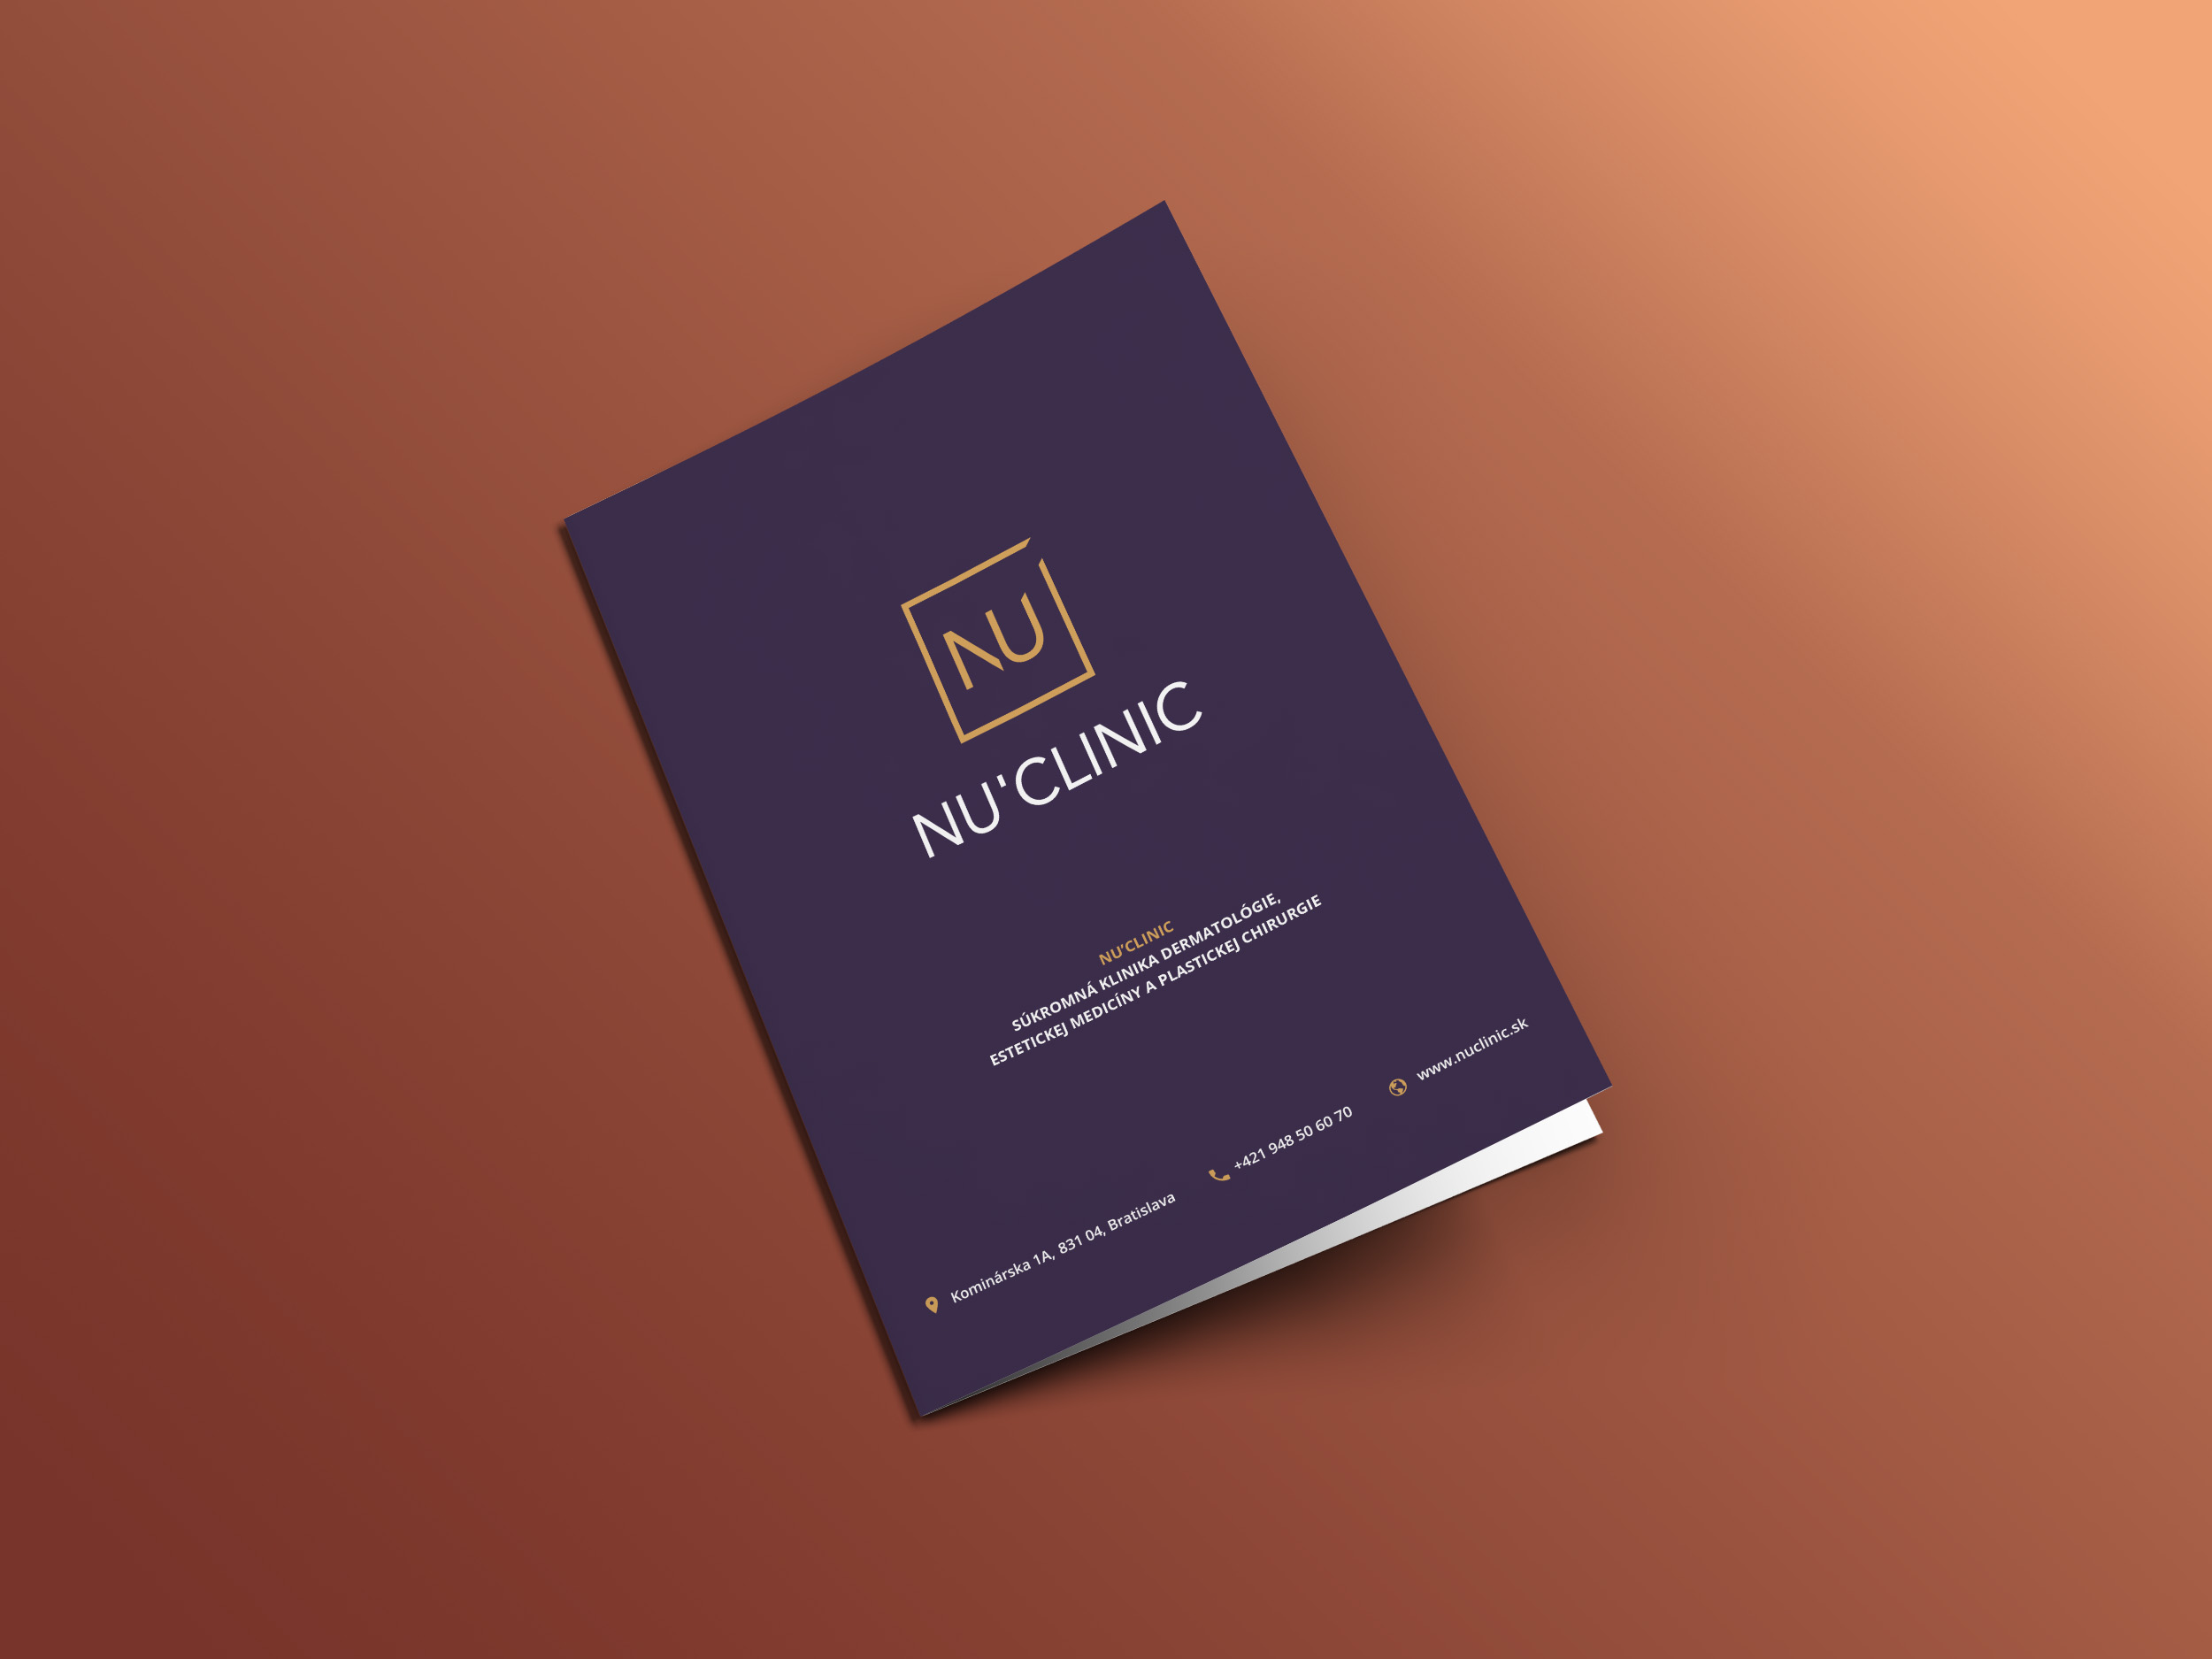 NU
NU'CLINIC
NU'CLINIC
SÚKROMNÁ KLINIKA DERMATOLÓGIE,
ESTETICKEJ MEDICÍNY A PLASTICKEJ CHIRURGIE
Kominárska 1A, 831 04, Bratislava
+421 948 50 60 70
www.nuclinic.sk